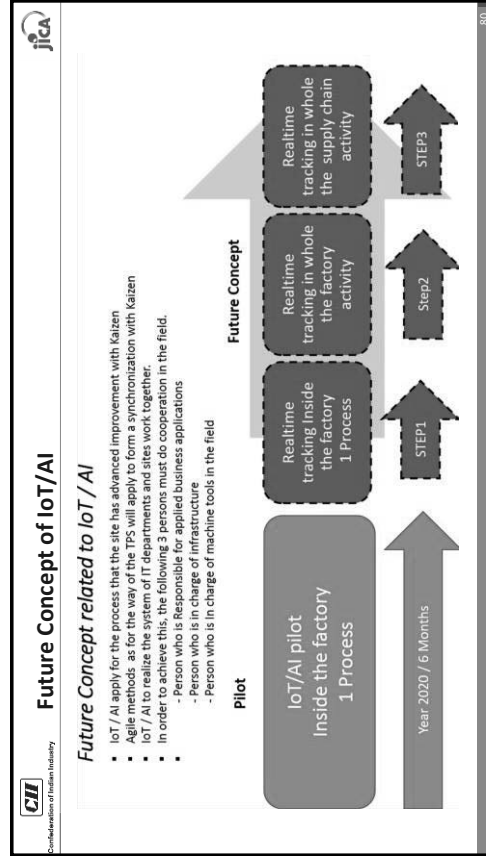 CII
Confederation of Indian Industry
Future Concept of IoT/AI
jICA
Future Concept related to IoT / AI
▪ IoT / AI apply for the process that the site has advanced improvement with Kaizen
▪ Agile methods as for the way of the TPS will apply to form a synchronization with Kaizen
▪ IoT / AI to realize the system of IT departments and sites work together.
▪ In order to achieve this, the following 3 persons must do cooperation in the field.
▪ - Person who is Responsible for applied business applications
- Person who is in charge of infrastructure
- Person who is In charge of machine tools in the field
Pilot
Future Concept
IoT/AI pilot
Inside the factory
1 Process
Realtime
tracking Inside
the factory
1 Process
Realtime
tracking in whole
the factory
activity
Realtime
tracking in whole
the supply chain
activity
Year 2020 / 6 Months
STEP1
Step2
STEP3
80